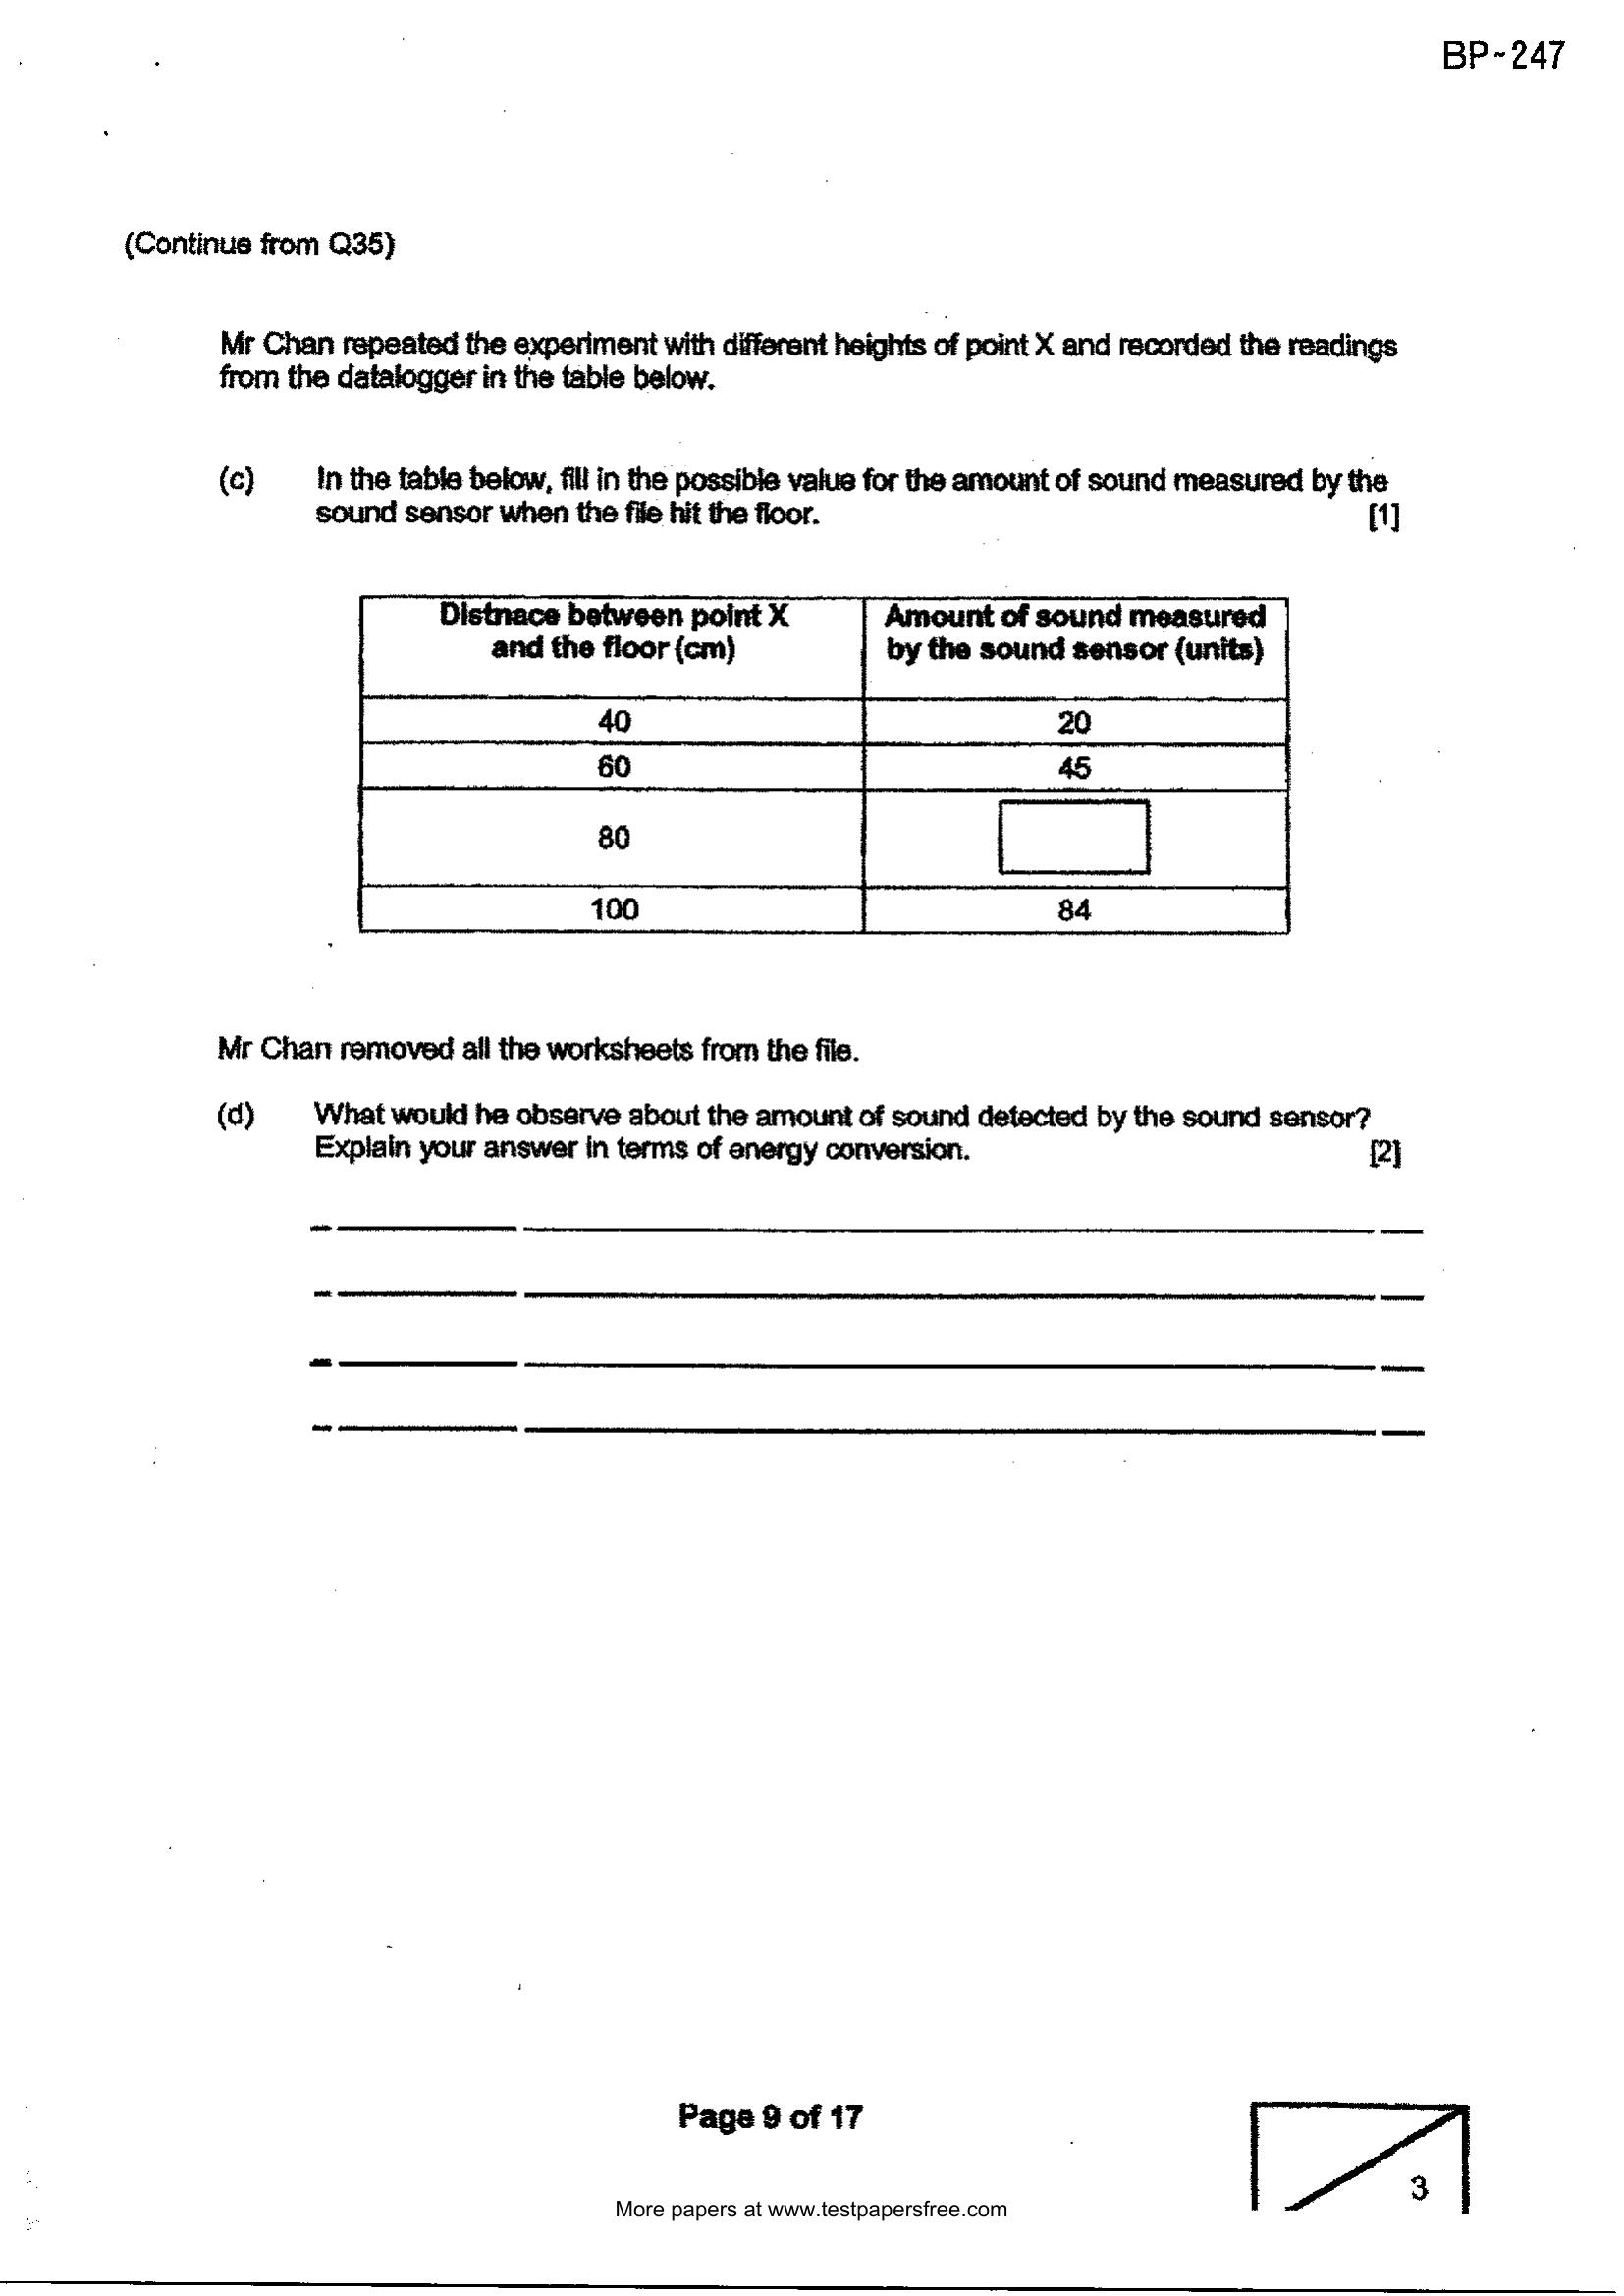 BP~247
(Continue from Q35)
Mr Chan repeated the experiment with different heights of point X and recorded the readings
from the datalogger in the table below.
(c) In the table below, fill in the possible value for the amount of sound measured by the
sound sensor when the file hit the floor. [1]
Distnace between point X
and the floor (cm)
Amount of sound measured
by the sound sensor (units)
40 20
60 45
80
100 84
Mr Chan removed all the worksheets from the file.
(d) What would he observe about the amount of sound detected by the sound sensor?
Explain your answer in terms of energy conversion. [2]
Page 9 of 17
3
More papers at www.testpapersfree.com